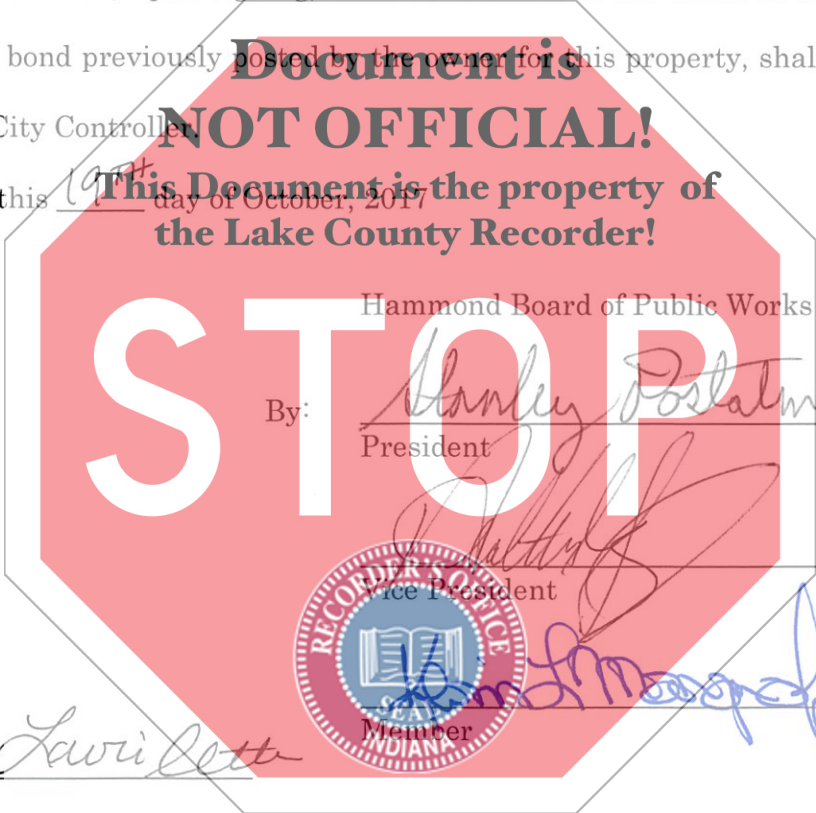 bond previously posted by the owner for this property, shal
Document is
City Controller.
NOT OFFICIAL!
this 19th day of October, 2017
This Document is the property of
the Lake County Recorder!
Hammond Board of Public Works
STOP
By: Stanley
President
Vice President
RECORDER'S OFFICE
SEAL
INDIANA
Member